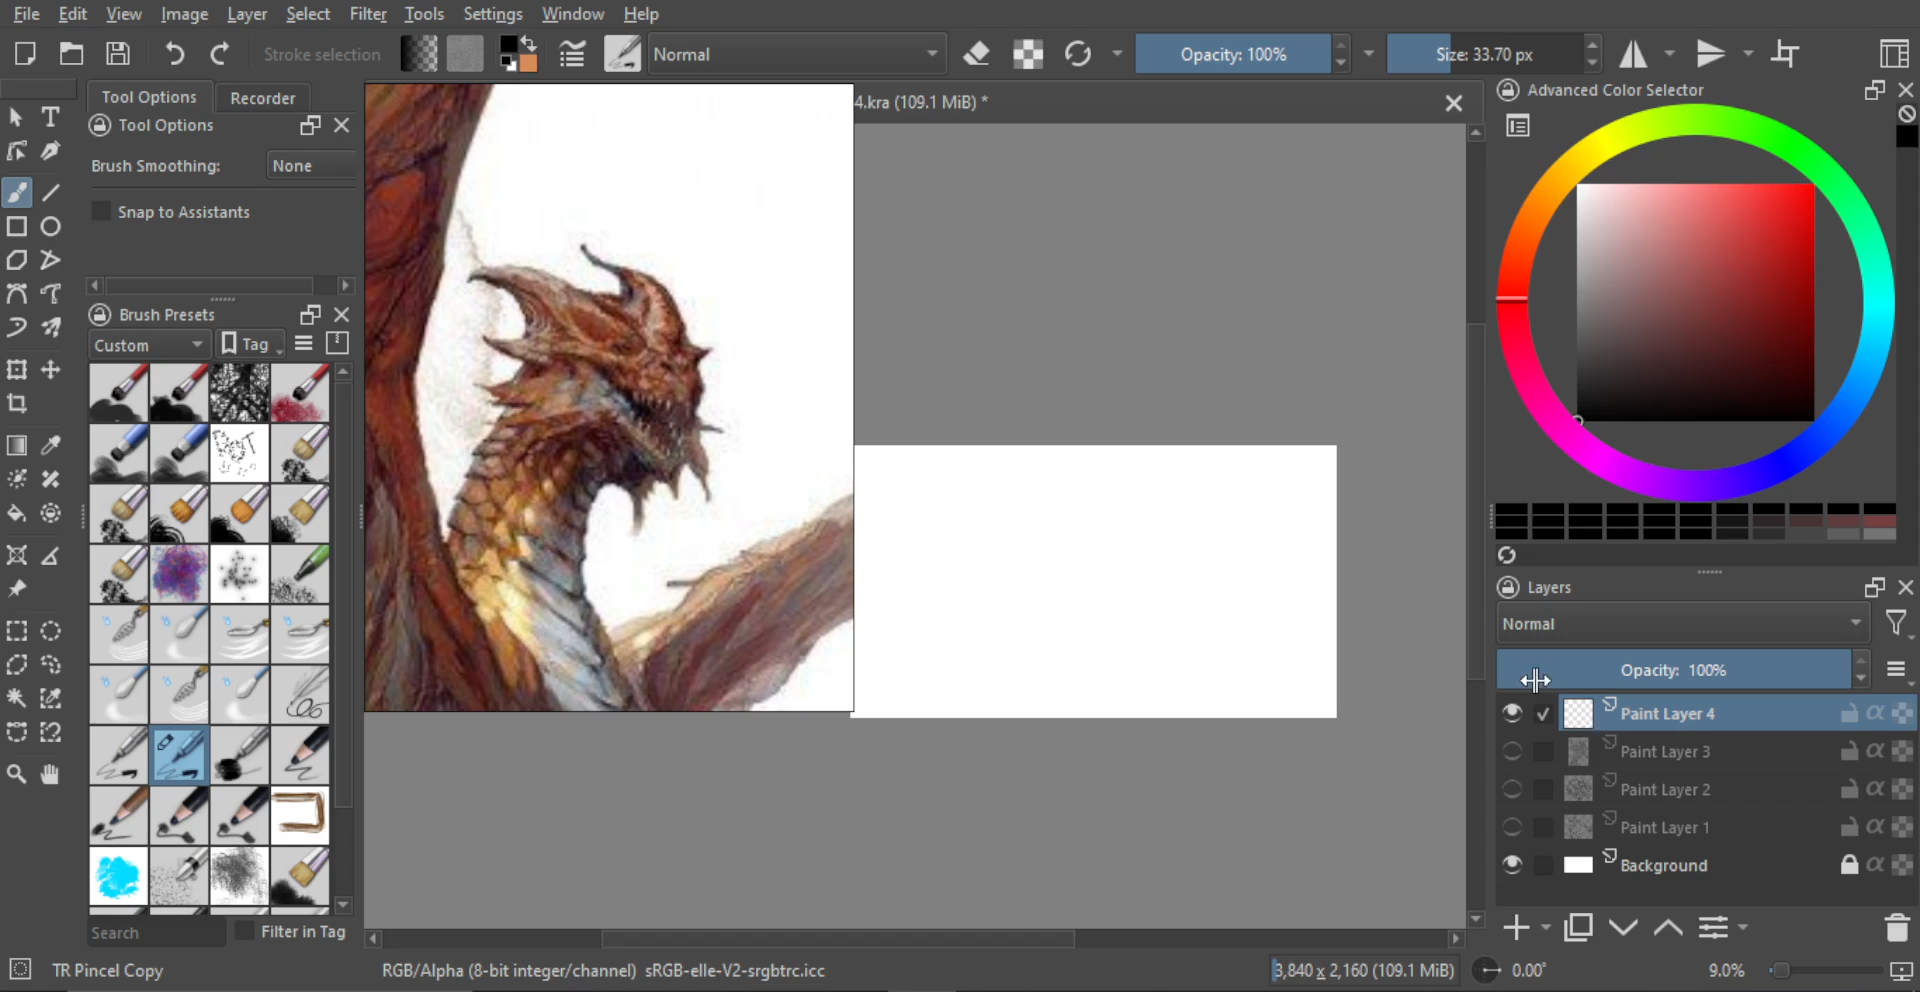 File Edit View Image Layer Select Filter Tools Settings Window Help
Stroke selection Normal Opacity: 100% Size: 33.70 px
Tool Options Recorder
4.kra (109.1 MiB) *
Tool Options
Brush Smoothing: None
Snap to Assistants
Brush Presets
Custom Tag
Search Filter in Tag
Advanced Color Selector
Layers
Normal
Opacity: 100%
Paint Layer 4
Paint Layer 3
Paint Layer 2
Paint Layer 1
Background
TR Pincel Copy RGB/Alpha (8-bit integer/channel) sRGB-elle-V2-srgbtrc.icc 3,840 x 2,160 (109.1 MiB) 0.00° 9.0%